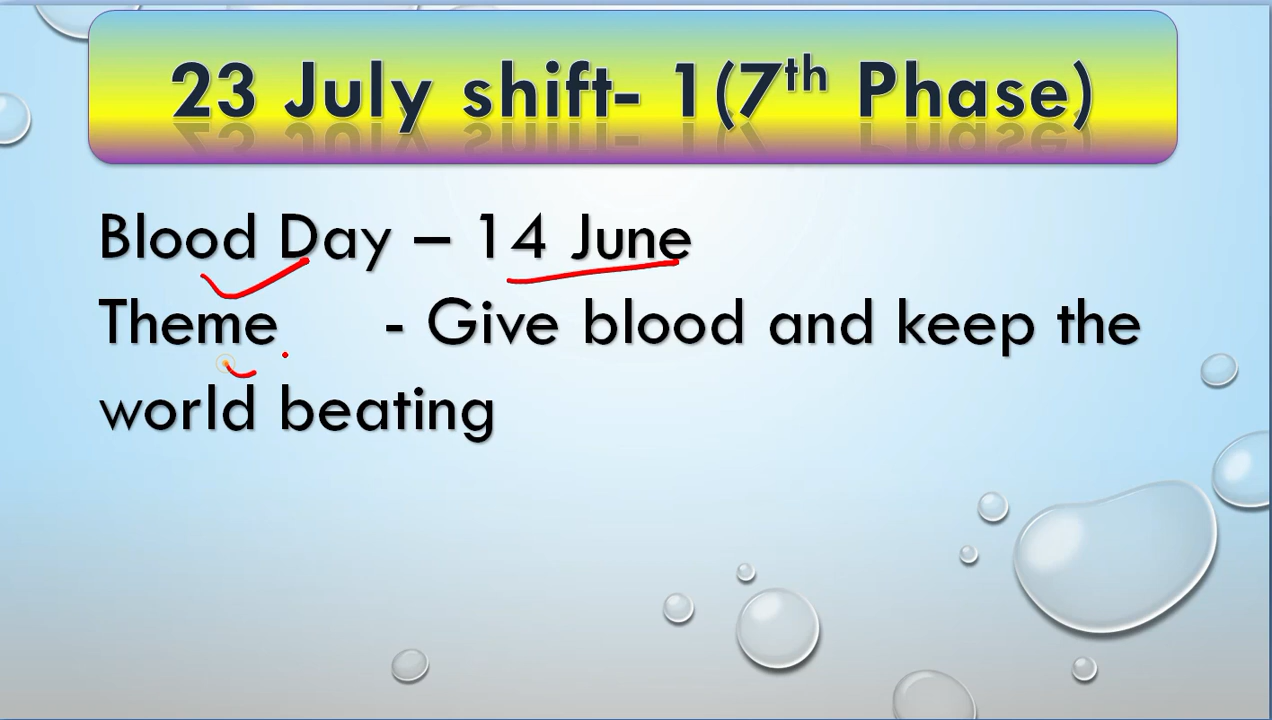 23 July shift- 1(7th Phase)
Blood Day – 14 June
Theme - Give blood and keep the
world beating